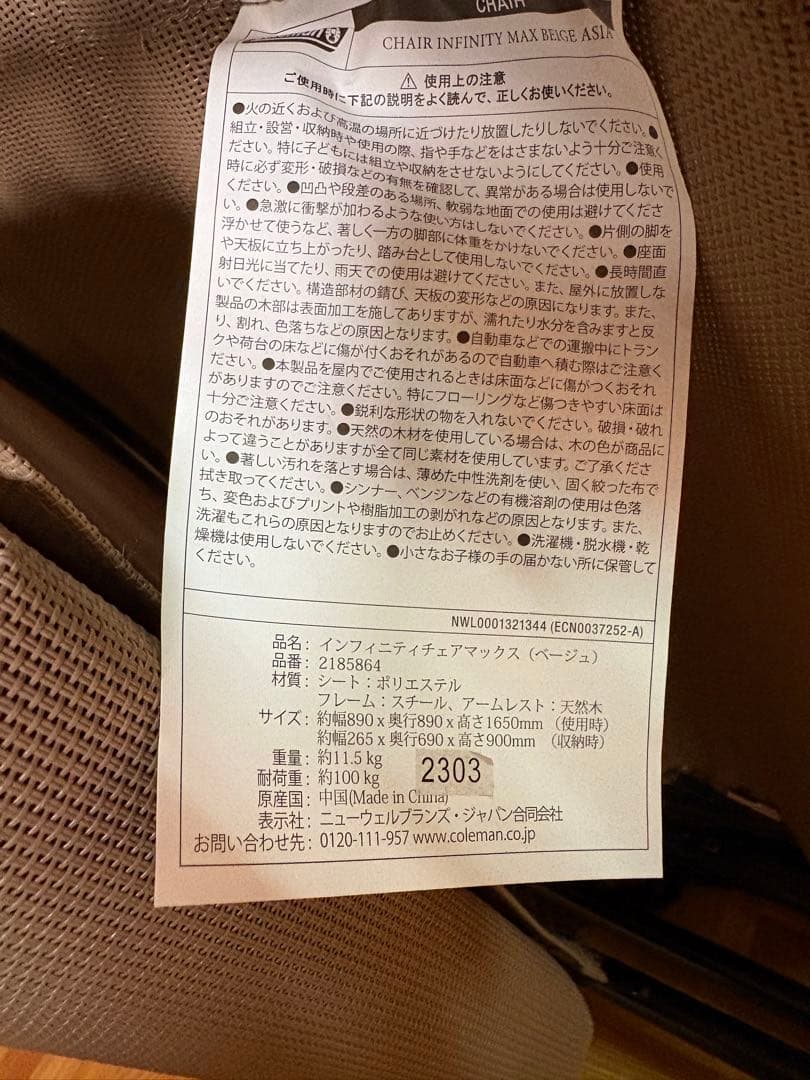 CHAIR
CHAIR INFINITY MAX BEIGE ASIA
⚠ 使用上の注意
ご使用時に下記の説明をよく読んで、正しくお使いください。
●火の近くおよび高温の場所に近づけたり放置したりしないでください。●
組立・設営・収納時や使用の際、指や手などをはさまないよう十分ご注意く
ださい。特に子どもには組立や収納をさせないようにしてください。●使用
時に必ず変形・破損などの有無を確認して、異常がある場合は使用しないで
ください。●凹凸や段差のある場所、軟弱な地面での使用は避けてくださ
い。●急激に衝撃が加わるような使い方はしないでください。●片側の脚を
浮かせて使うなど、著しく一方の脚部に体重をかけないでください。●座面
や天板に立ち上がったり、踏み台として使用しないでください。●長時間直
射日光に当てたり、雨天での使用は避けてください。また、屋外に放置しな
いでください。構造部材の錆び、天板の変形などの原因になります。また、
製品の木部は表面加工を施してありますが、濡れたり水分を含みますと反
り、割れ、色落ちなどの原因となります。●自動車などでの運搬中にトラン
クや荷台の床などに傷が付くおそれがあるので自動車へ積む際はご注意く
ださい。●本製品を屋内でご使用されるときは床面などに傷がつくおそれ
がありますのでご注意ください。特にフローリングなど傷つきやすい床面は
十分ご注意ください。●鋭利な形状の物を入れないでください。破損・破れ
のおそれがあります。●天然の木材を使用している場合は、木の色が商品に
よって違うことがありますが全て同じ素材を使用しています。ご了承くださ
い。●著しい汚れを落とす場合は、薄めた中性洗剤を使い、固く絞った布で
拭き取ってください。●シンナー、ベンジンなどの有機溶剤の使用は色落
ち、変色およびプリントや樹脂加工の剥がれなどの原因となります。また、
洗濯もこれらの原因となりますのでお止めください。●洗濯機・脱水機・乾
燥機は使用しないでください。●小さなお子様の手の届かない所に保管して
ください。
NWL0001321344 (ECN0037252-A)
品名：インフィニティチェアマックス（ベージュ）
品番：2185864
材質：シート：ポリエステル
フレーム：スチール、アームレスト：天然木
サイズ：約幅890 x 奥行890 x 高さ1650mm （使用時）
約幅265 x 奥行690 x 高さ900mm （収納時）
重量：約11.5 kg
耐荷重：約100 kg
2303
原産国：中国(Made in China)
表示社：ニューウェルブランズ・ジャパン合同会社
お問い合わせ先：0120-111-957 www.coleman.co.jp